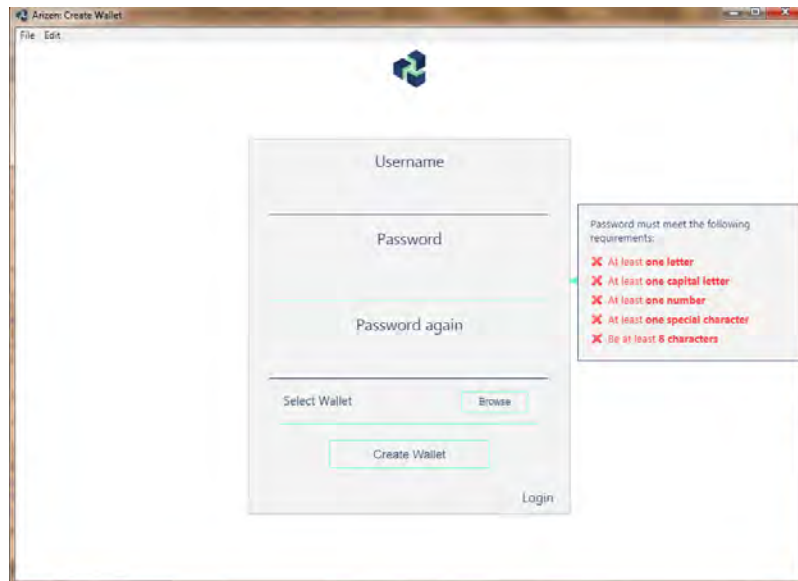 Arizen: Create Wallet
File Edit
Username
Password
Password must meet the following
requirements:
At least one letter
At least one capital letter
At least one number
At least one special character
Be at least 8 characters
Password again
Select Wallet
Browse
Create Wallet
Login